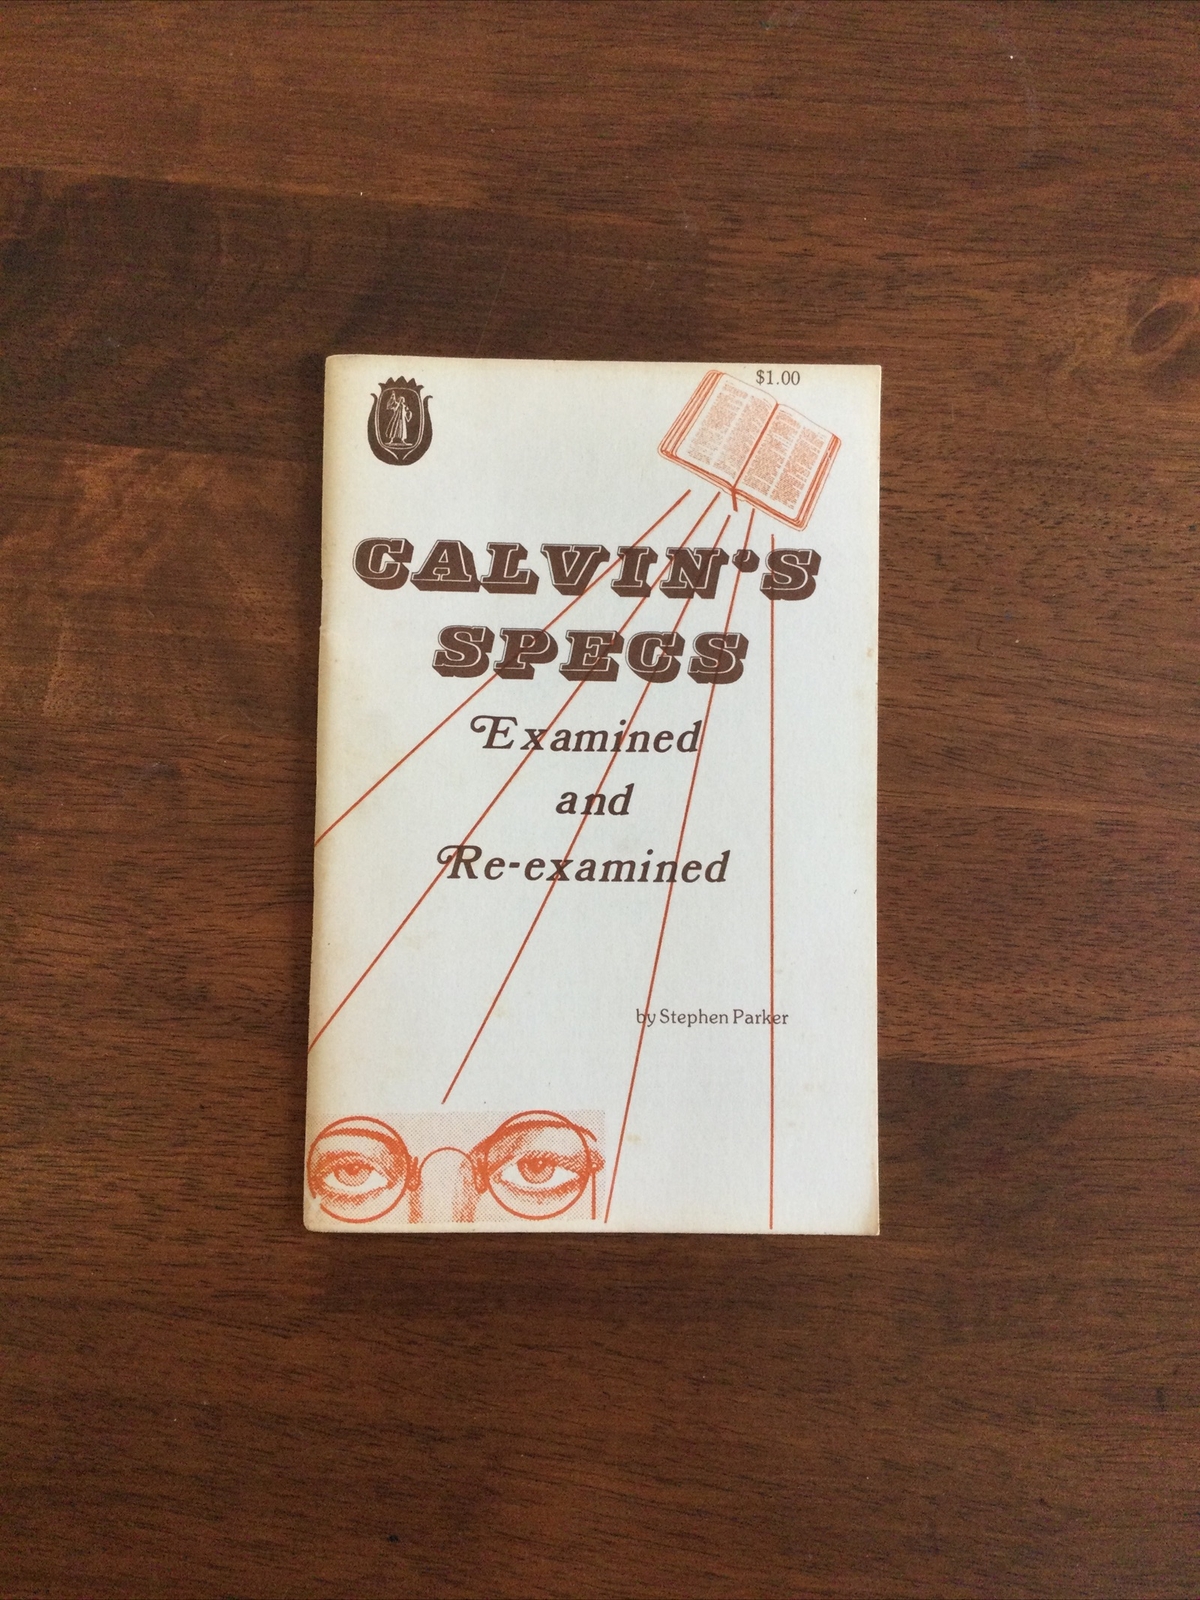 $1.00
CALVIN'S
SPECS
Examined
and
Re-examined
by Stephen Parker